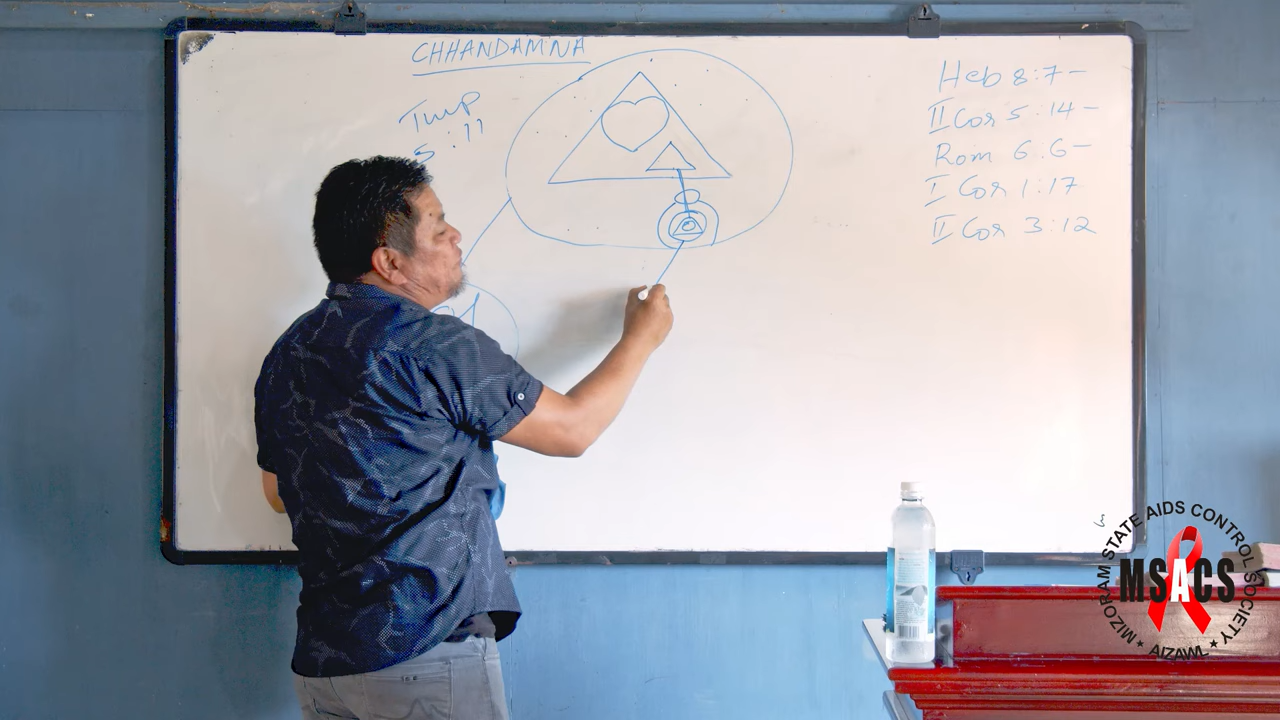 CHHANDAMNA
5:11
Heb 8:7-
II Cor 5:14-
Rom 6:6-
I Cor 1:17
II Cor 3:12
MIZORAM STATE AIDS CONTROL SOCIETY
MSACS
AIZAWL